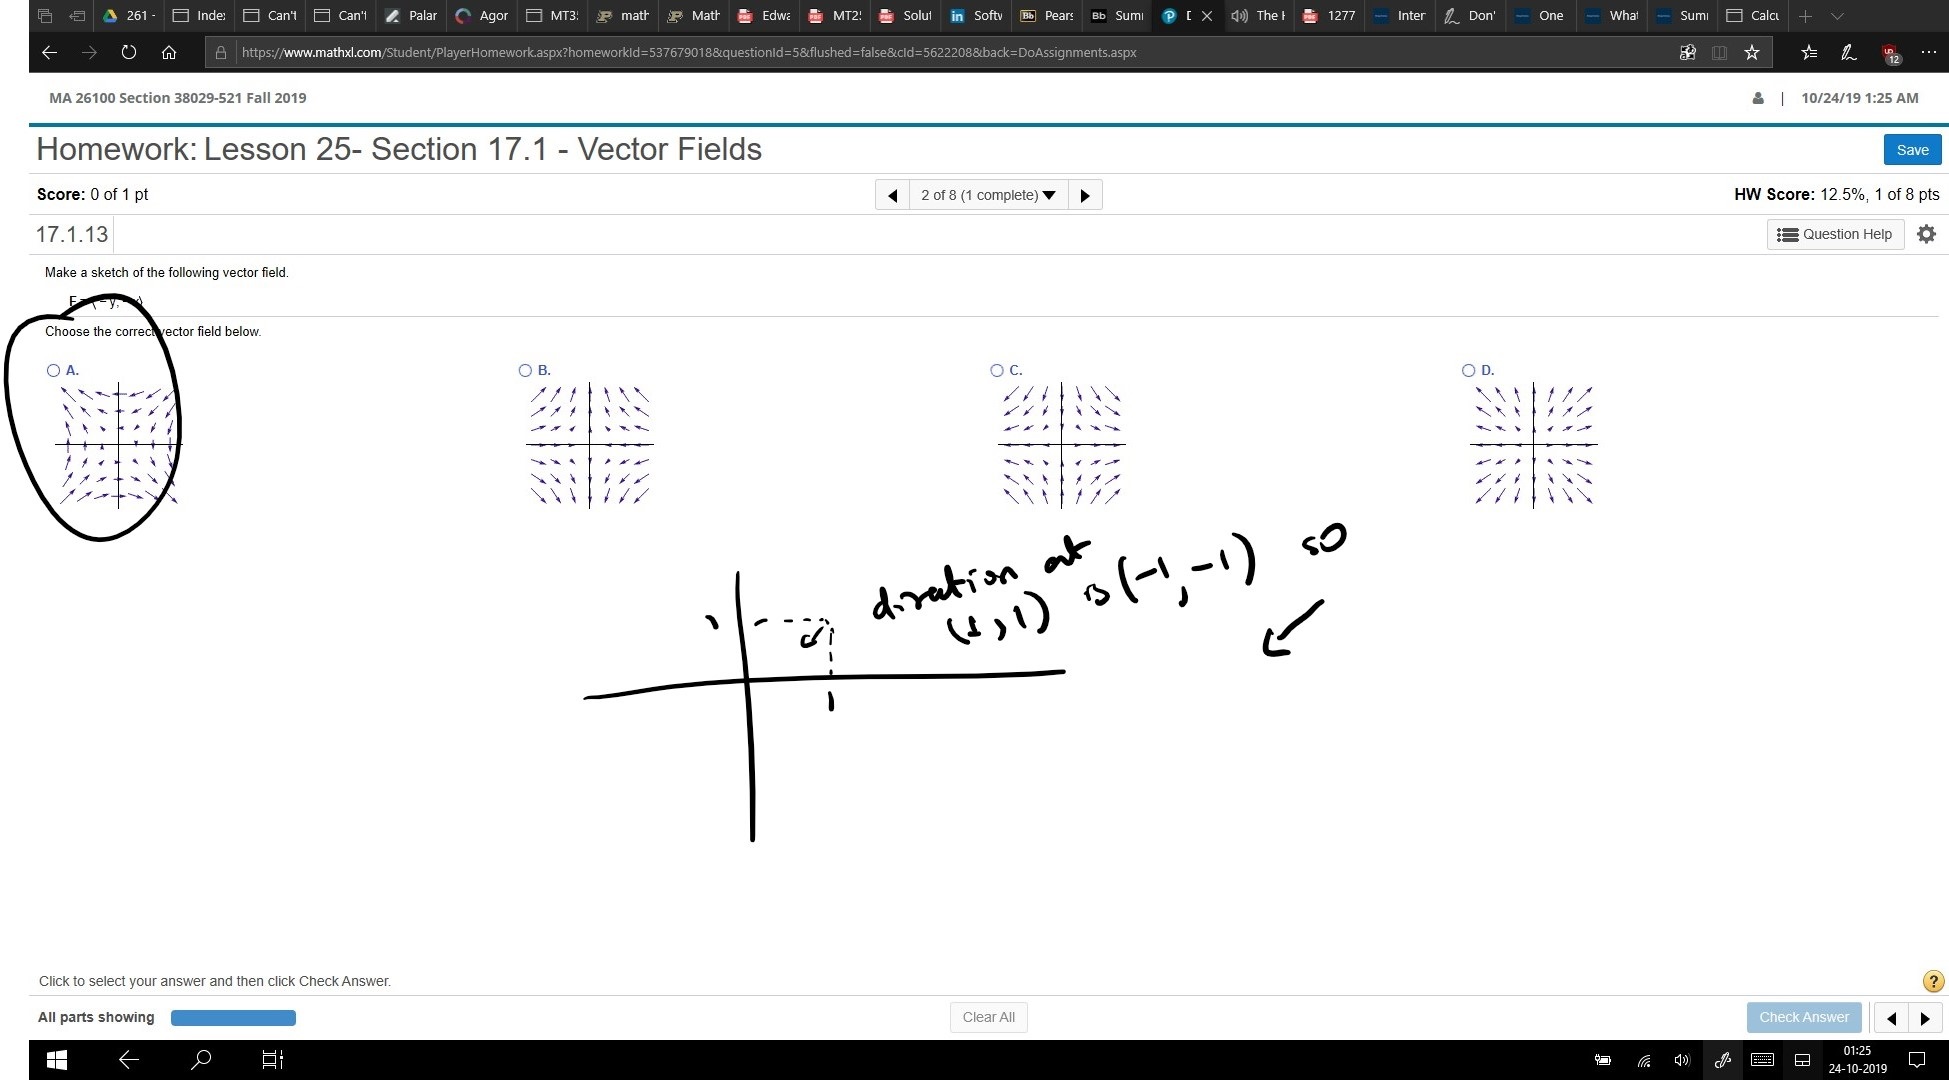 261 - Index Can't Can't Palar Agor MT3! math Math Edwa MT2! Solut Softw Pears Sumi The H 1277 Inter Don' One What Sumi Calcu
https://www.mathxl.com/Student/PlayerHomework.aspx?homeworkId=537679018&questionId=5&flushed=false&cId=5622208&back=DoAssignments.aspx
12
MA 26100 Section 38029-521 Fall 2019 | 10/24/19 1:25 AM
Homework: Lesson 25- Section 17.1 - Vector Fields Save
Score: 0 of 1 pt 2 of 8 (1 complete) HW Score: 12.5%, 1 of 8 pts
17.1.13 Question Help
Make a sketch of the following vector field.
Choose the correct vector field below.
A. B. C. D.
direction at (1,1) is (-1,-1) so
1
1
Click to select your answer and then click Check Answer.
?
All parts showing Clear All Check Answer
01:25
24-10-2019